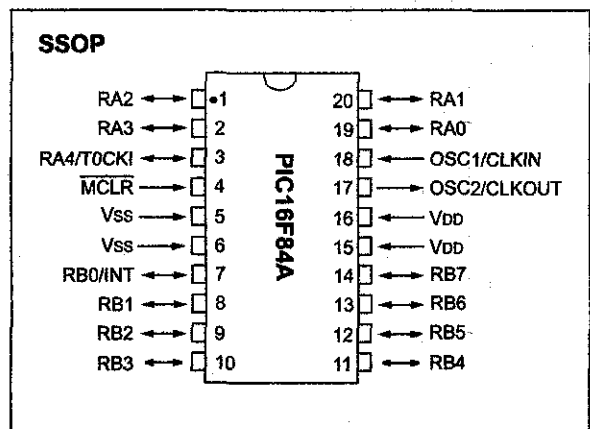 SSOP
RA2 •1 20 RA1
RA3 2 19 RA0
RA4/T0CKI 3 18 OSC1/CLKIN
MCLR 4 17 OSC2/CLKOUT
VSS 5 16 VDD
VSS 6 15 VDD
RB0/INT 7 14 RB7
RB1 8 13 RB6
RB2 9 12 RB5
RB3 10 11 RB4
PIC16F84A